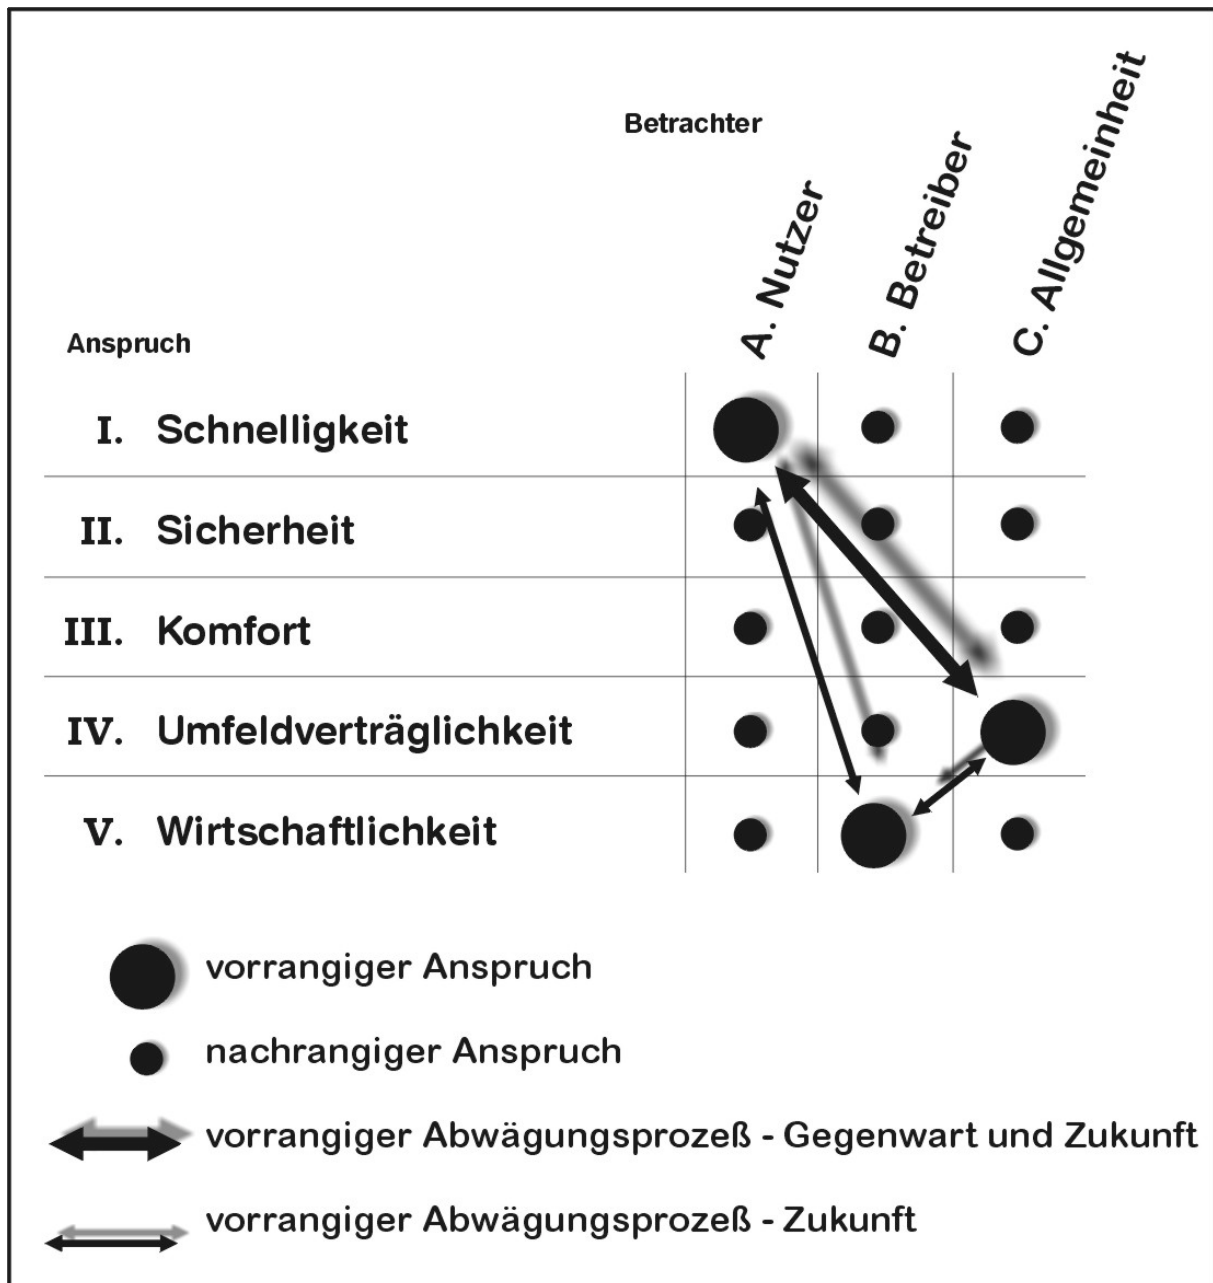 Betrachter
A. Nutzer
B. Betreiber
C. Allgemeinheit
Anspruch
I. Schnelligkeit
II. Sicherheit
III. Komfort
IV. Umfeldverträglichkeit
V. Wirtschaftlichkeit
vorrangiger Anspruch
nachrangiger Anspruch
vorrangiger Abwägungsprozeß - Gegenwart und Zukunft
vorrangiger Abwägungsprozeß - Zukunft